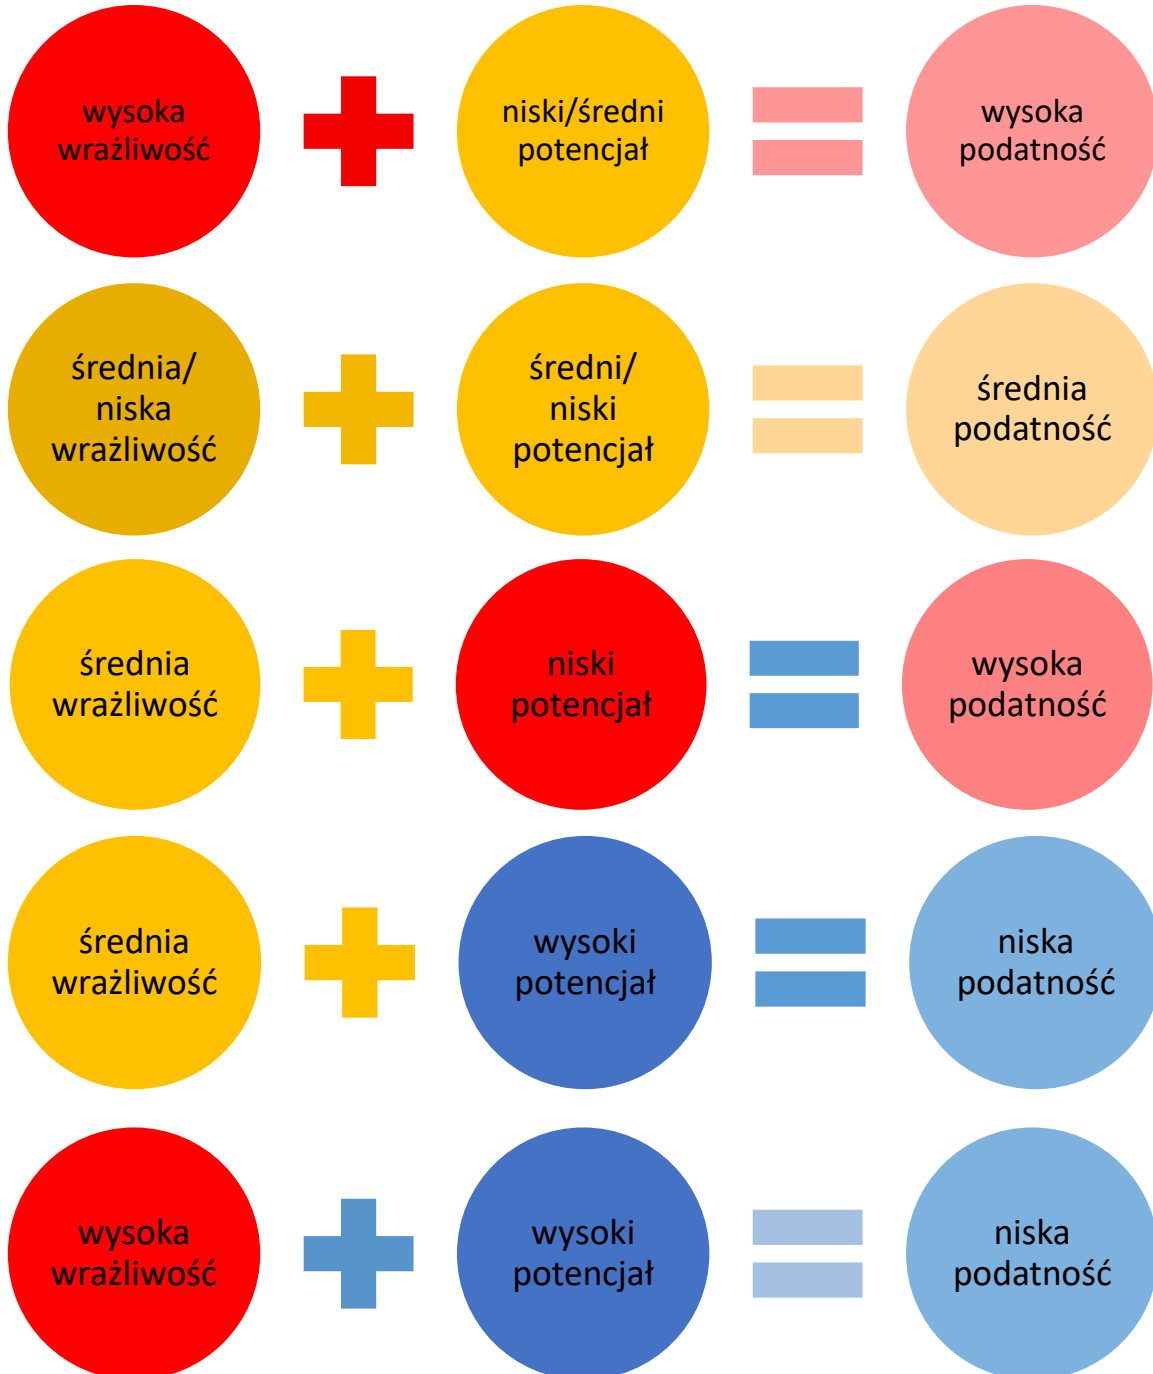 wysoka
wrażliwość
niski/średni
potencjał
wysoka
podatność
średnia/
niska
wrażliwość
średni/
niski
potencjał
średnia
podatność
średnia
wrażliwość
niski
potencjał
wysoka
podatność
średnia
wrażliwość
wysoki
potencjał
niska
podatność
wysoka
wrażliwość
wysoki
potencjał
niska
podatność